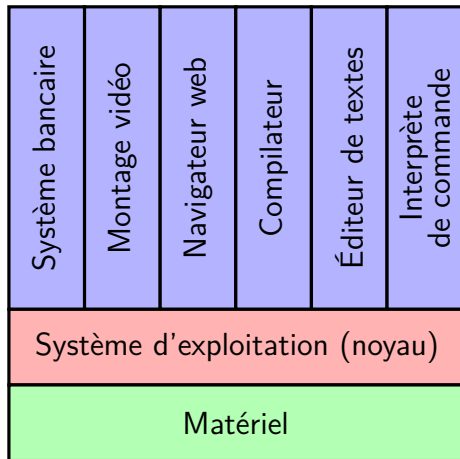 Système bancaire
Montage vidéo
Navigateur web
Compilateur
Éditeur de textes
Interprète
de commande
Système d'exploitation (noyau)
Matériel